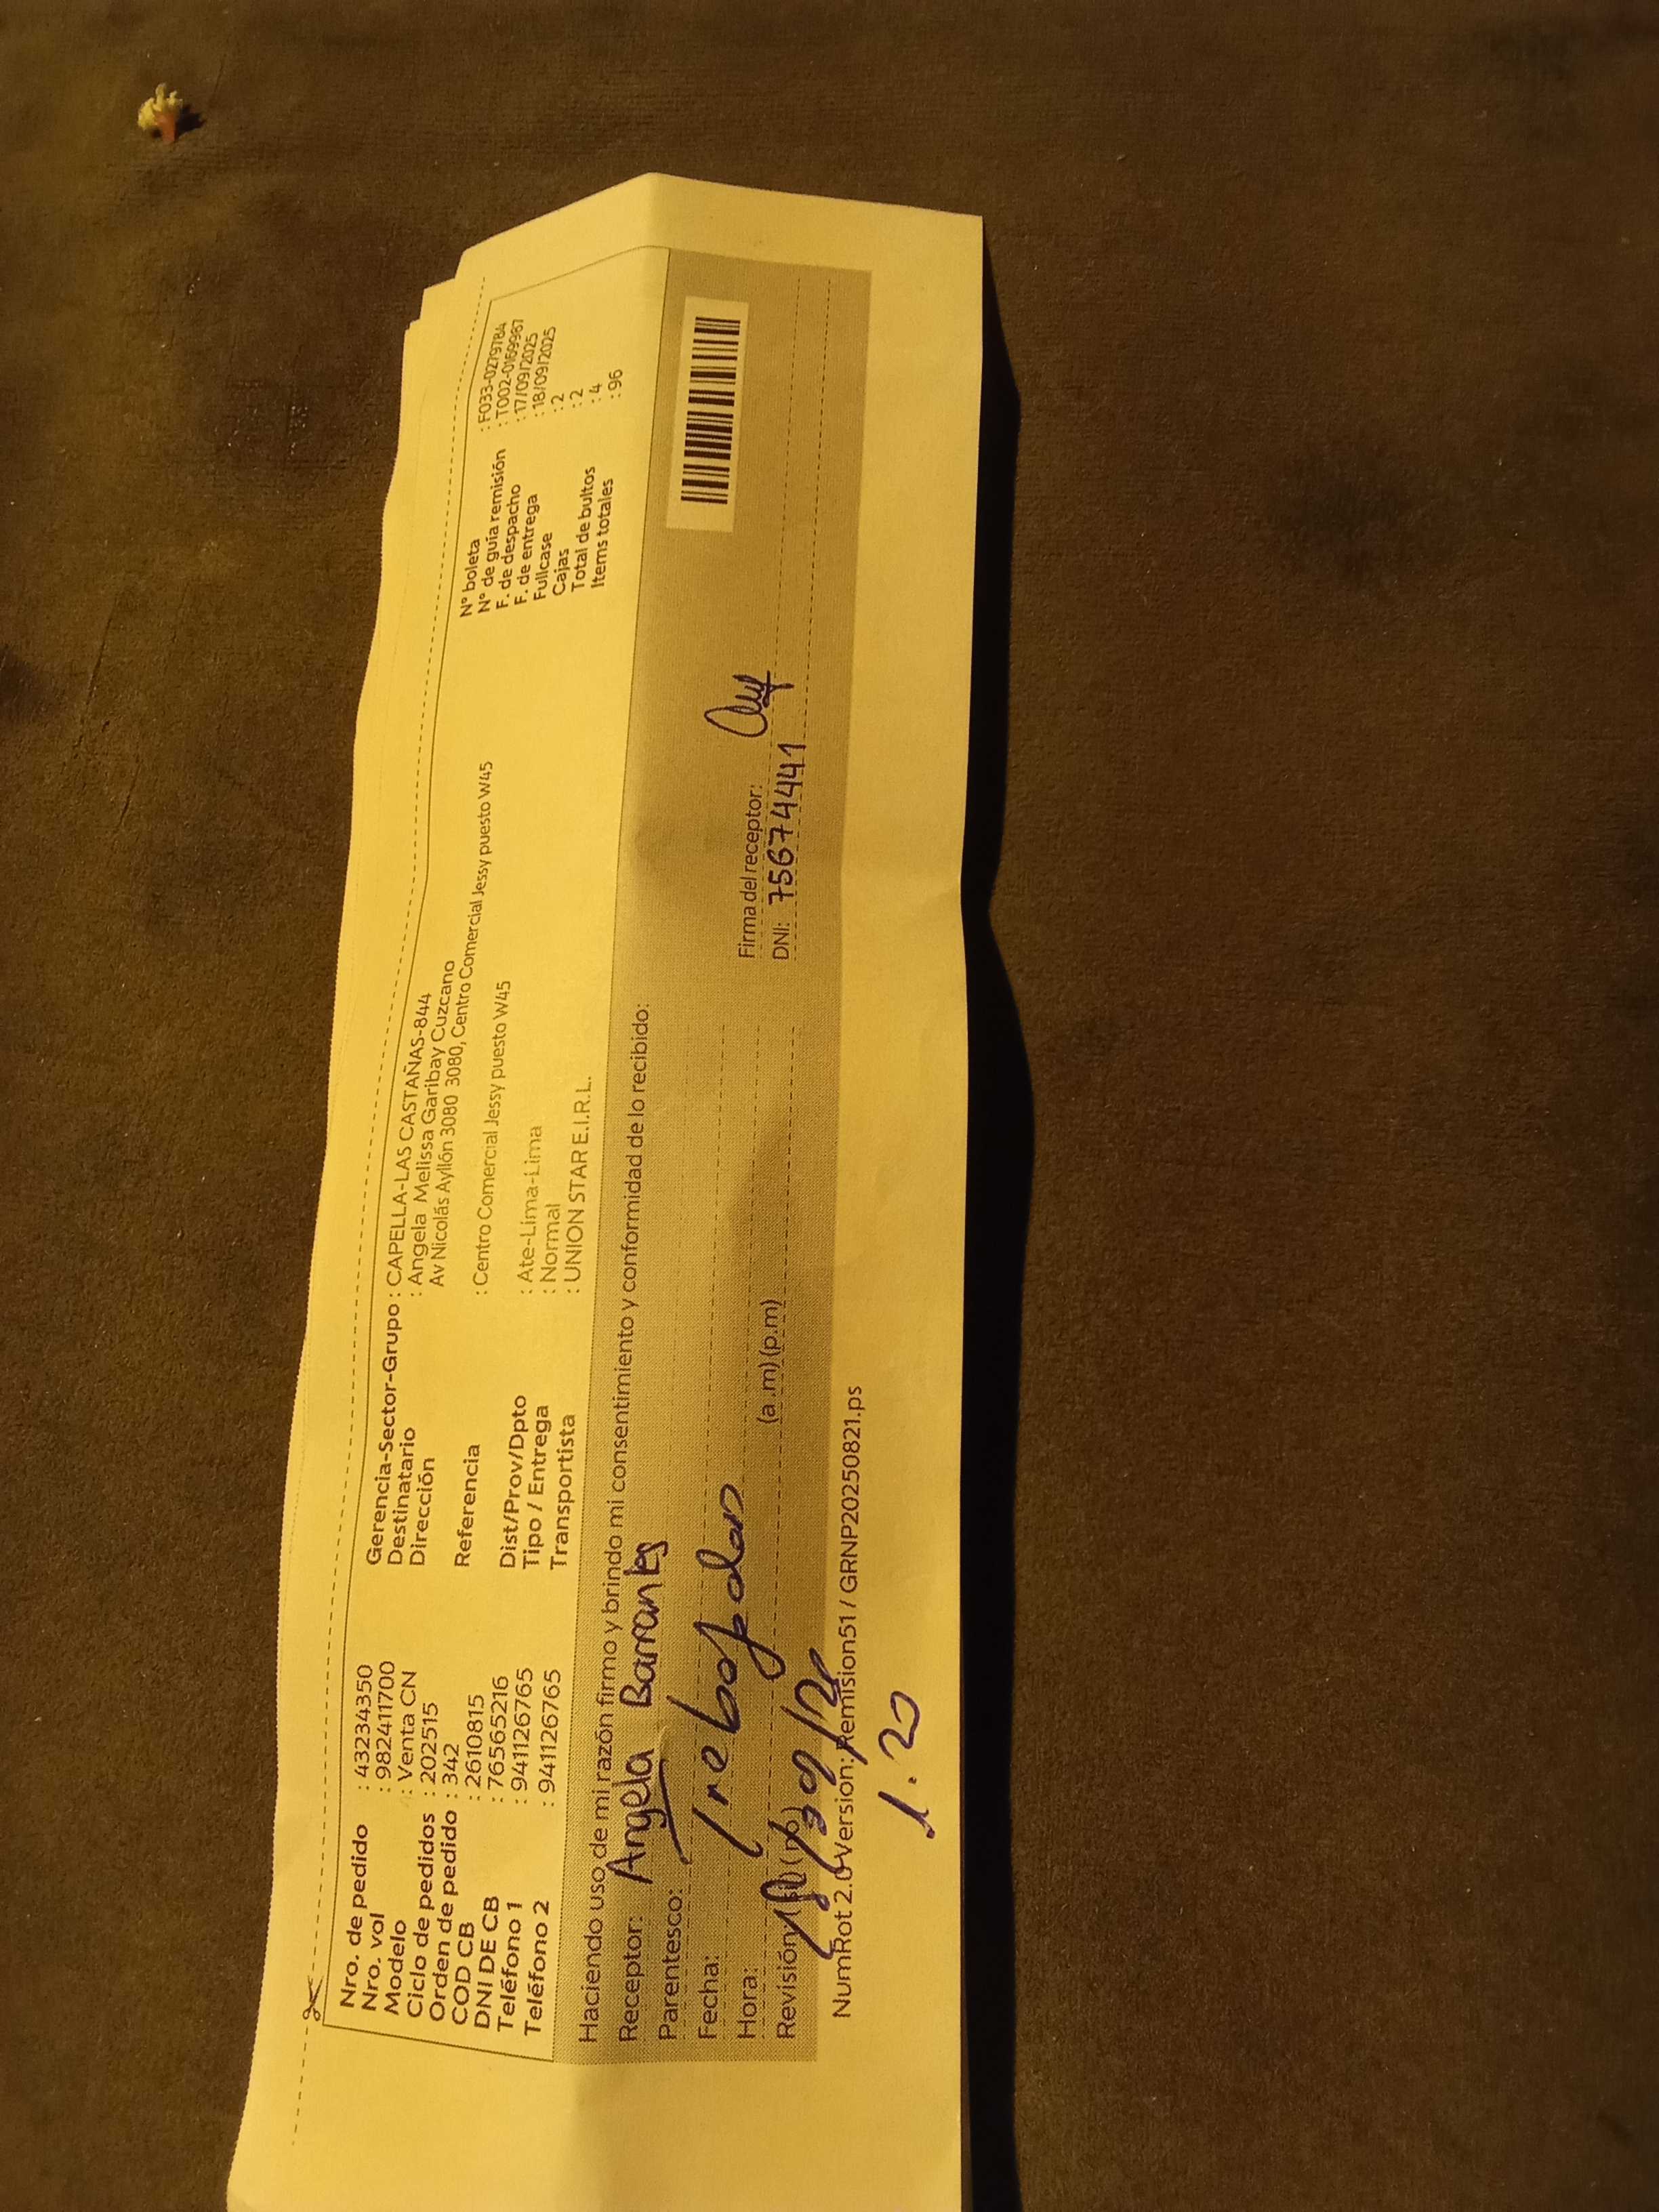 Nro. de pedido : 43234350
Nro. vol : 982411700
Modelo : Venta CN
Ciclo de pedidos : 202515
Orden de pedido : 342
COD CB : 2610815
DNI DE CB : 76565216
Teléfono 1 : 941126765
Teléfono 2 : 941126765
Gerencia-Sector-Grupo : CAPELLA-LAS CASTAÑAS-844
Destinatario : Angela Melissa Garibay Cuzcano
Dirección Av Nicolás Ayllón 3080 3080, Centro Comercial Jessy puesto W45
Referencia : Centro Comercial Jessy puesto W45
Dist/Prov/Dpto : Ate-Lima-Lima
Tipo / Entrega : Normal
Transportista : UNION STAR E.I.R.L.
N° boleta : F033-0279784
N° de guía remisión : T002-0169987
F. de despacho : 17/09/2025
F. de entrega : 18/09/2025
Fullcase : 2
Cajas : 2
Total de bultos : 4
Items totales : 96
Haciendo uso de mi razón firmo y brindo mi consentimiento y conformidad de lo recibido:
Receptor: Angela Barrantes
Parentesco:
Fecha:
Hora: (a .m) (p.m)
Revisión (si) (no)
Firma del receptor:
DNI: 75674441
NumRot 2.0 Version: Remision51 / GRNP20250821.ps
1.20